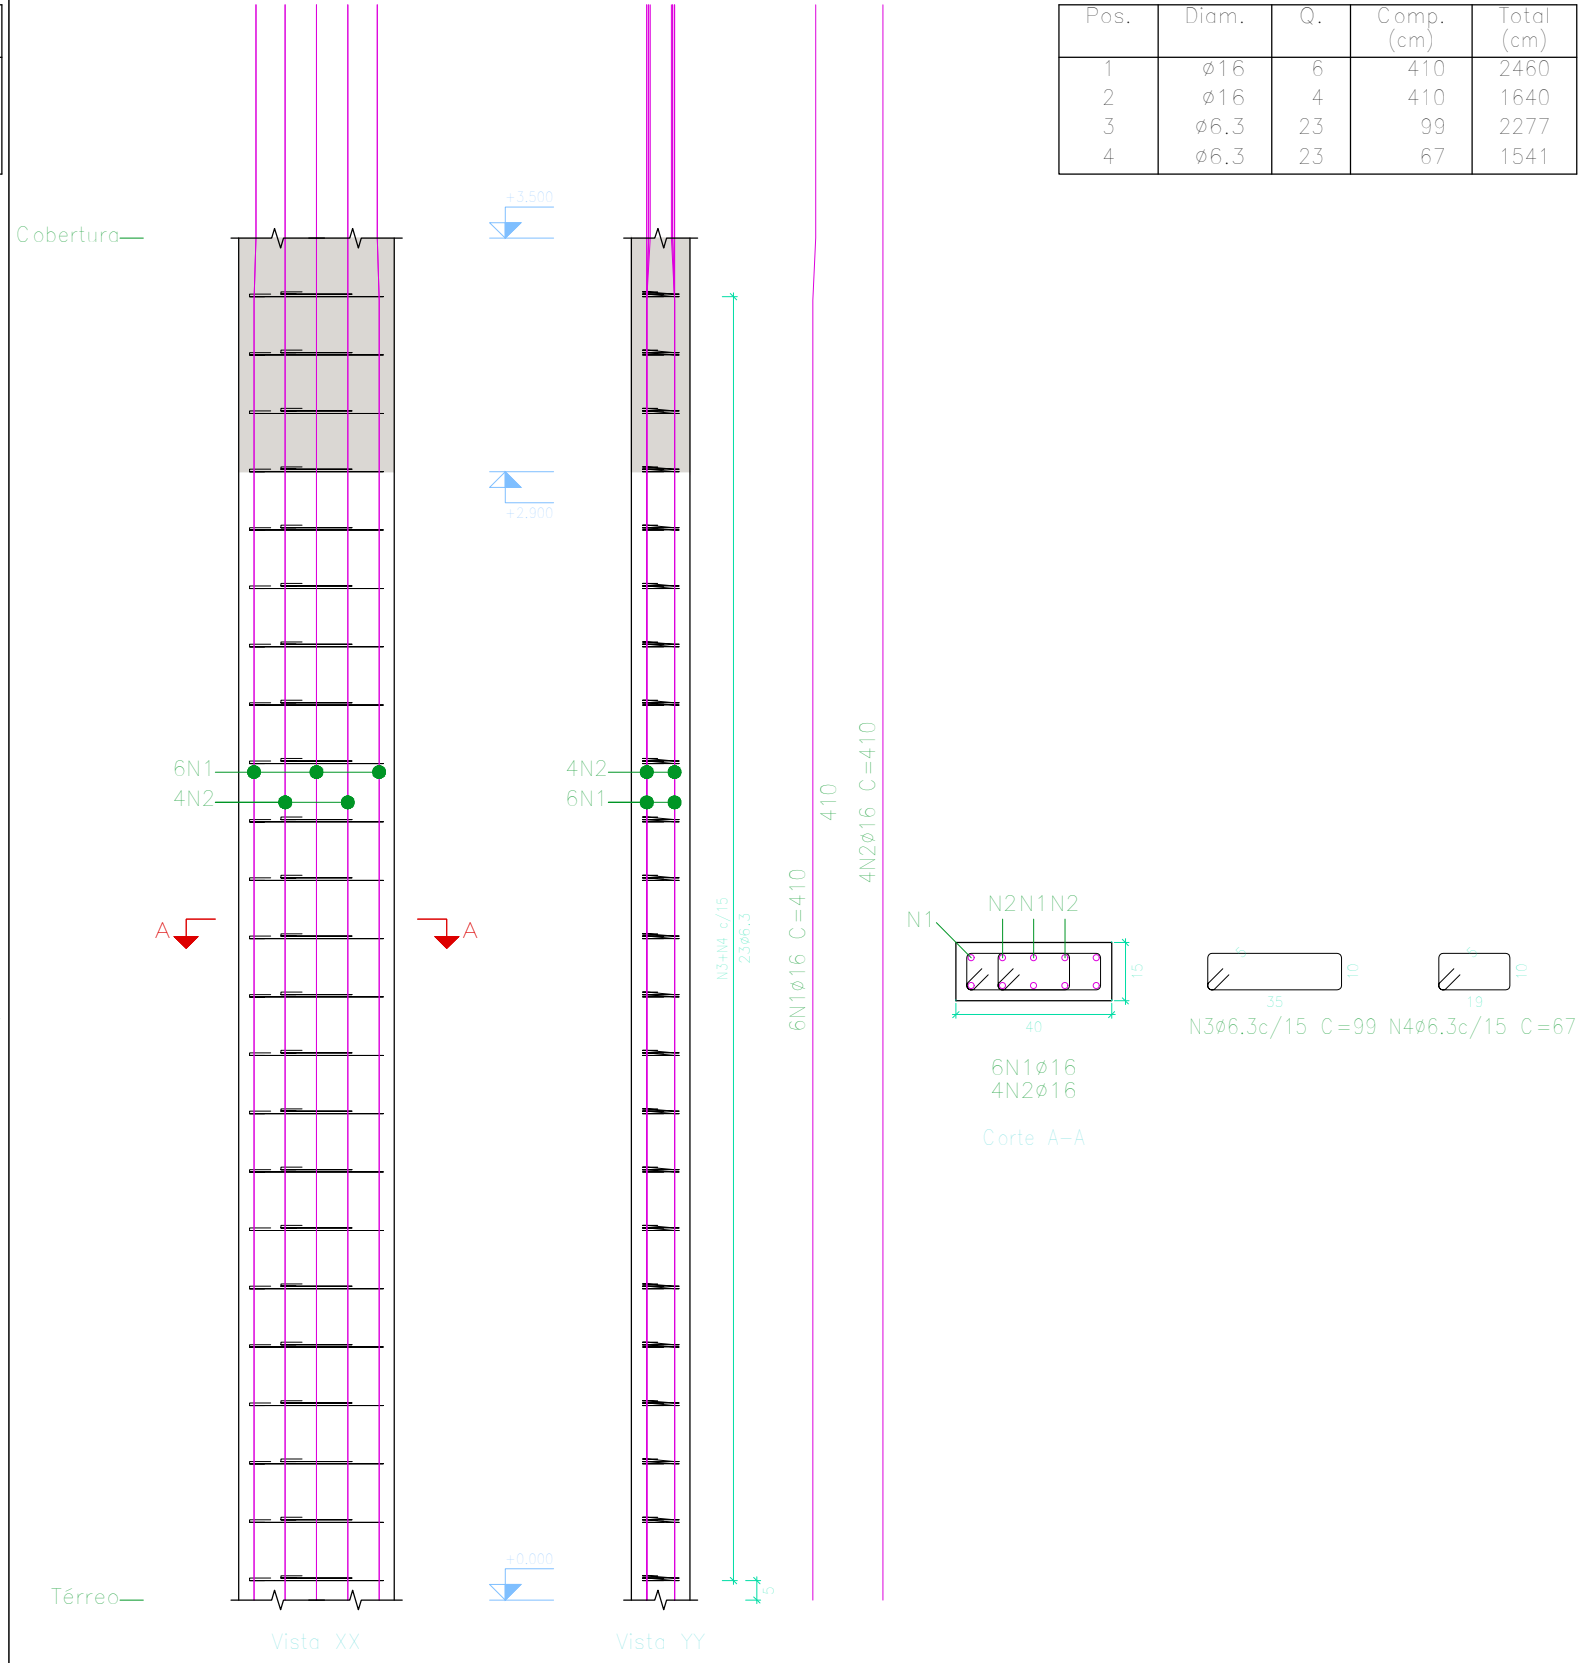 Pos. Diam. Q. Comp. (cm) Total (cm)
1 ø16 6 410 2460
2 ø16 4 410 1640
3 ø6.3 23 99 2277
4 ø6.3 23 67 1541
+3.500
Cobertura
+2.900
6N1
4N2
4N2
6N1
A
A
N3+N4 c/15
23ø6.3
6N1ø16 C=410
410
4N2ø16 C=410
N1
N2
N1
N2
15
40
6N1ø16
4N2ø16
Corte A-A
10
35
N3ø6.3c/15 C=99
10
19
N4ø6.3c/15 C=67
+0.000
5
Térreo
Vista XX
Vista YY